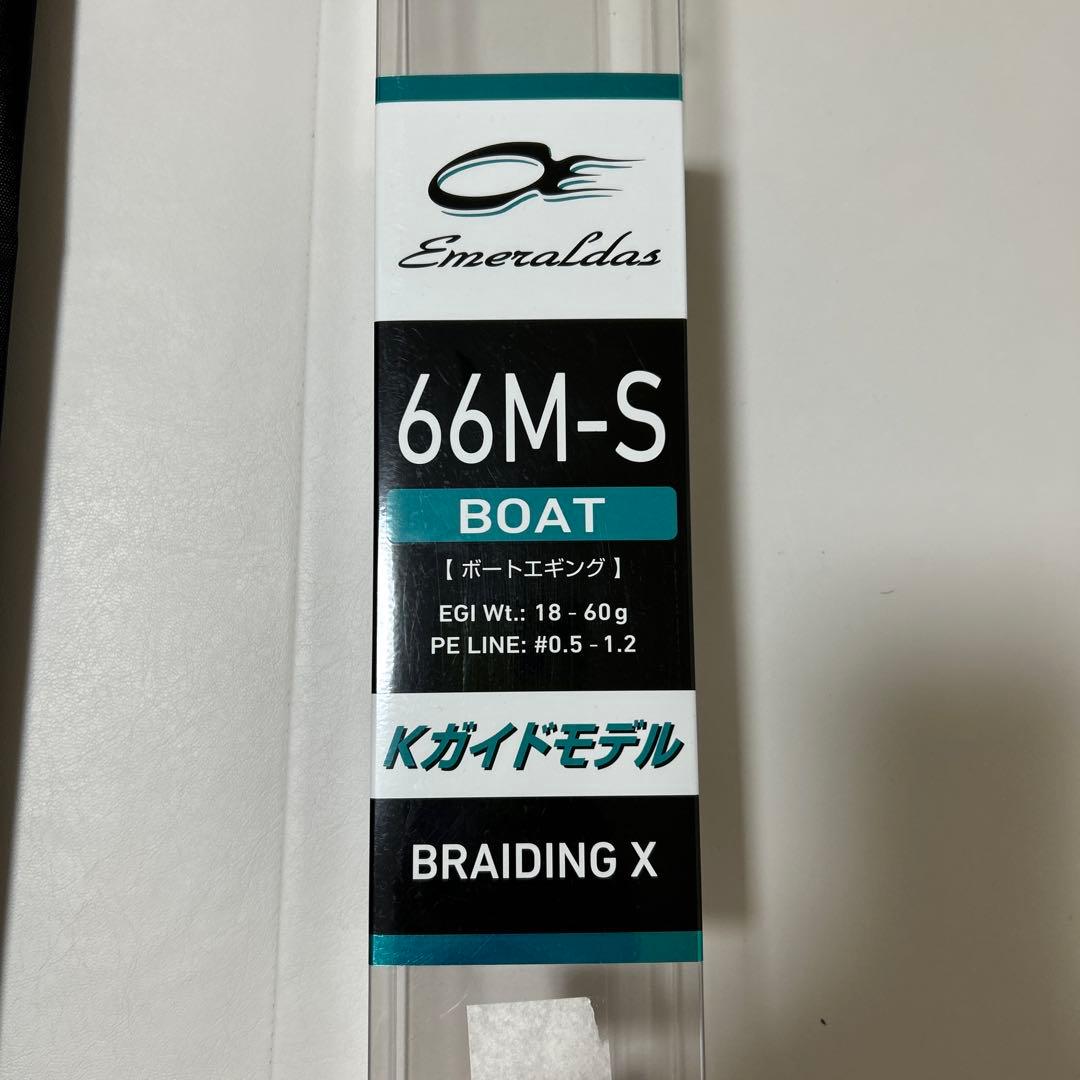 Emeraldas
66M-S
BOAT
【ボートエギング】
EGI Wt.: 18 - 60g
PE LINE: #0.5 - 1.2
Kガイドモデル
BRAIDING X